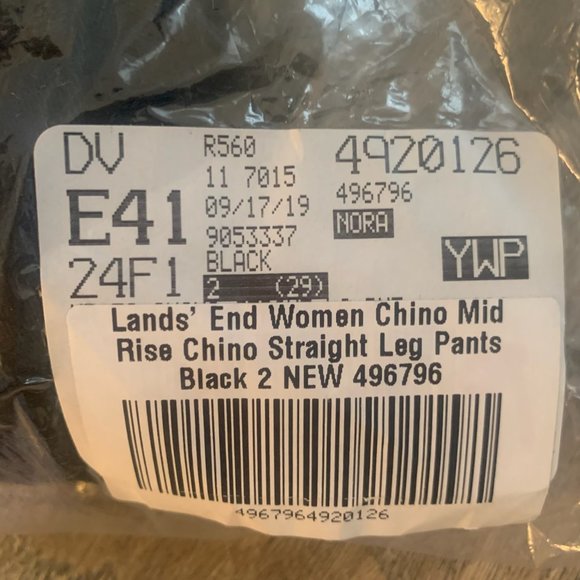 DV R560 4920126
11 7015 496796
E41 09/17/19 NORA
9053337 YWP
24F1 BLACK
2 (29)
Lands' End Women Chino Mid
Rise Chino Straight Leg Pants
Black 2 NEW 496796
4967964920126